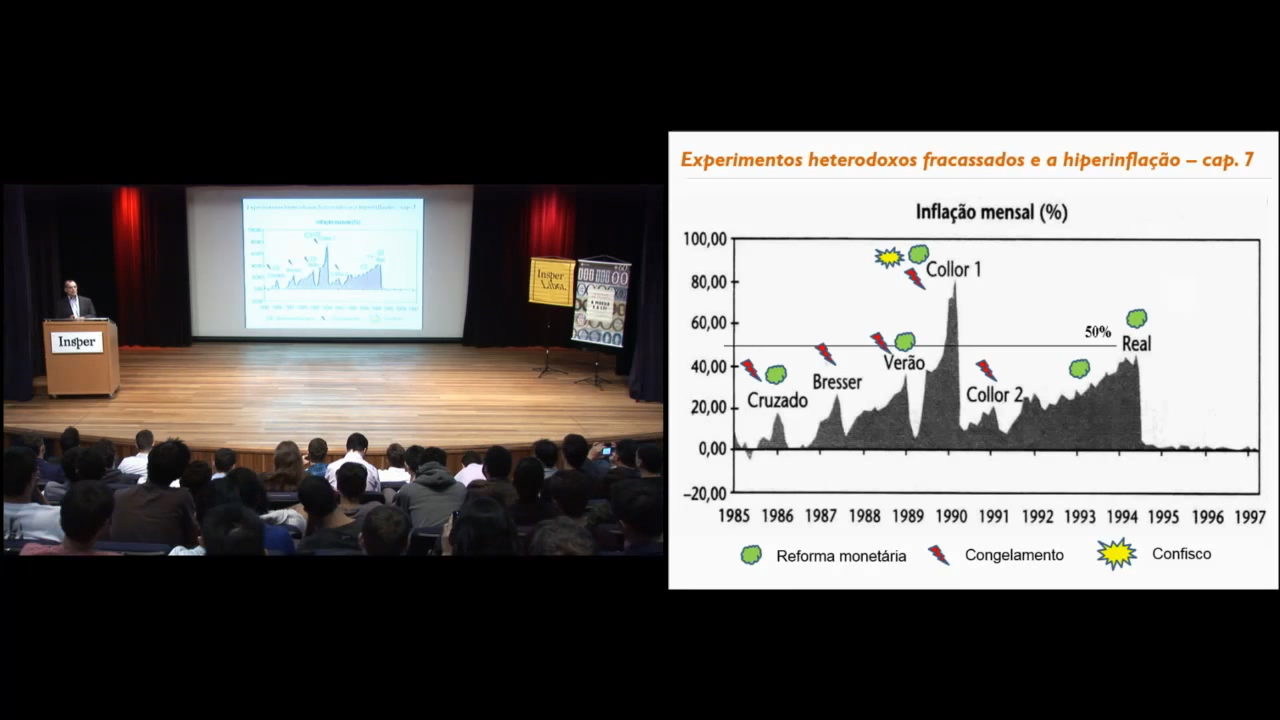 Experimentos heterodoxos fracassados e a hiperinflação – cap. 7
Inflação mensal (%)
100,00
80,00
60,00
40,00
20,00
0,00
–20,00
Collor 1
50%
Real
Verão
Bresser
Cruzado
Collor 2
1985 1986 1987 1988 1989 1990 1991 1992 1993 1994 1995 1996 1997
Reforma monetária Congelamento Confisco
Insper
Insper